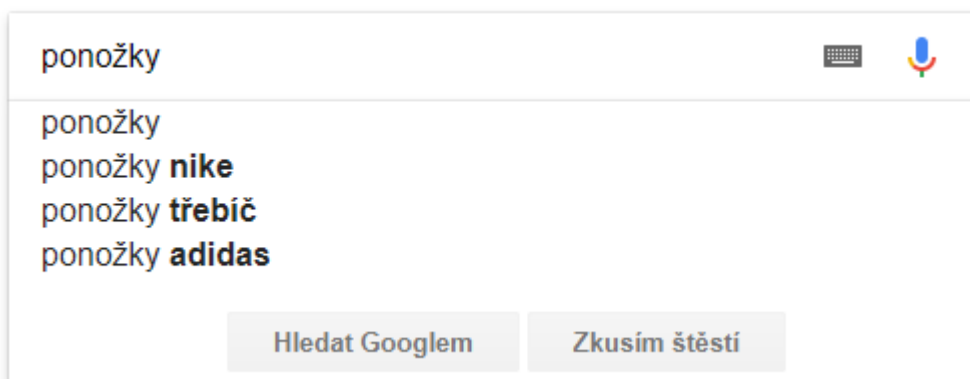 ponožky
ponožky
ponožky nike
ponožky třebíč
ponožky adidas
Hledat Googlem Zkusím štěstí